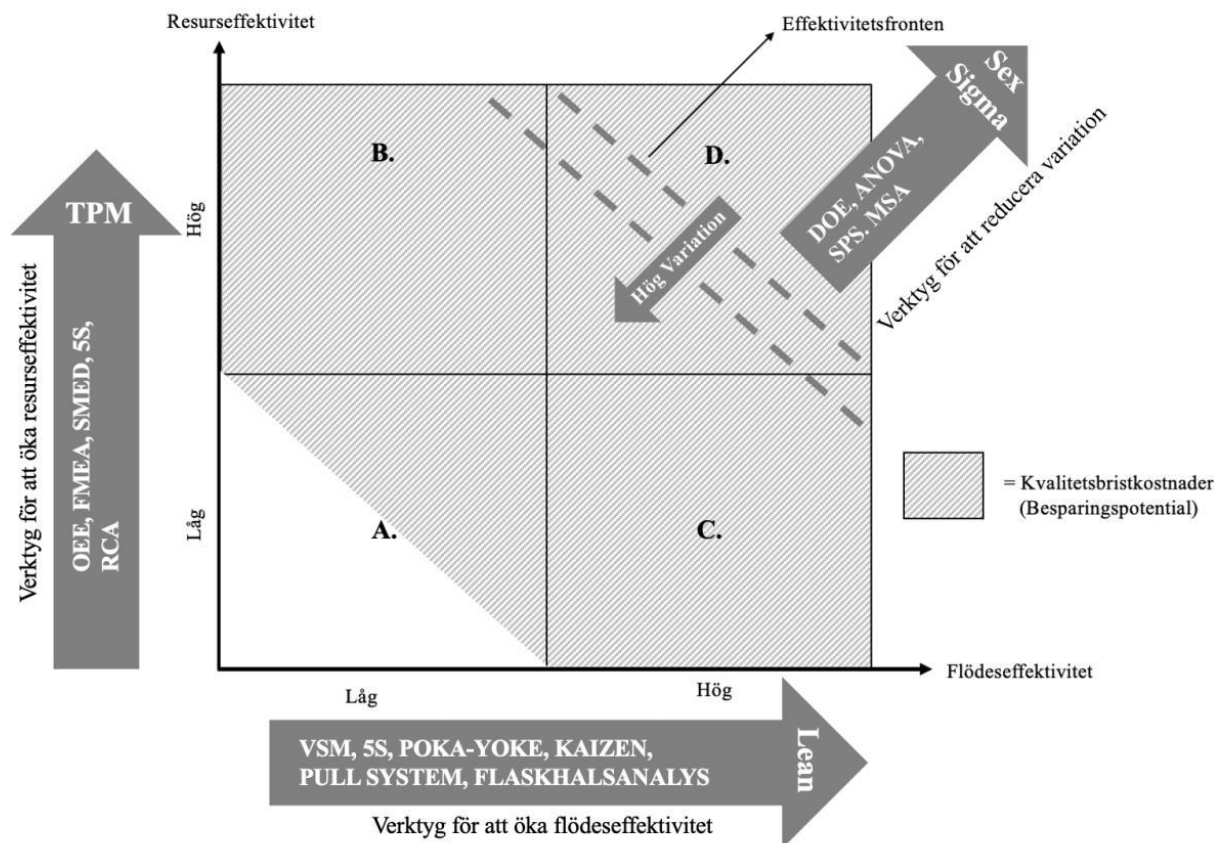 Resurseffektivitet
Effektivitetsfronten
Sex
Sigma
DOE, ANOVA,
SPS. MSA
Verktyg för att reducera variation
B.
D.
Hög Variation
TPM
OEE, FMEA, SMED, 5S,
RCA
Verktyg för att öka resurseffektivitet
Hög
Låg
A.
C.
= Kvalitetsbristkostnader
(Besparingspotential)
Flödeseffektivitet
Låg
Hög
VSM, 5S, POKA-YOKE, KAIZEN,
PULL SYSTEM, FLASKHALSANALYS
Lean
Verktyg för att öka flödeseffektivitet